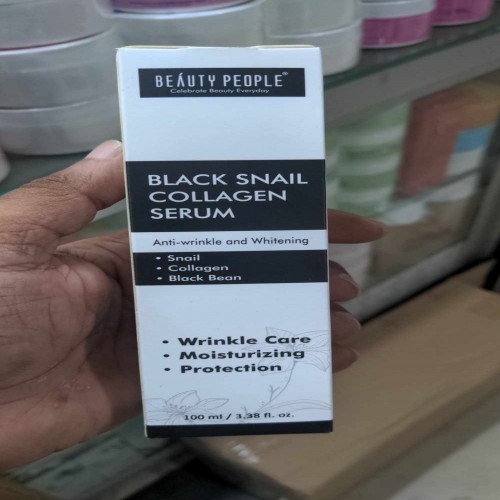 BEAUTY PEOPLE
Celebrate Beauty Everyday
BLACK SNAIL
COLLAGEN
SERUM
Anti-wrinkle and Whitening
• Snail
• Collagen
• Black Bean
• Wrinkle Care
• Moisturizing
• Protection
100 ml / 3.38 fl. oz.